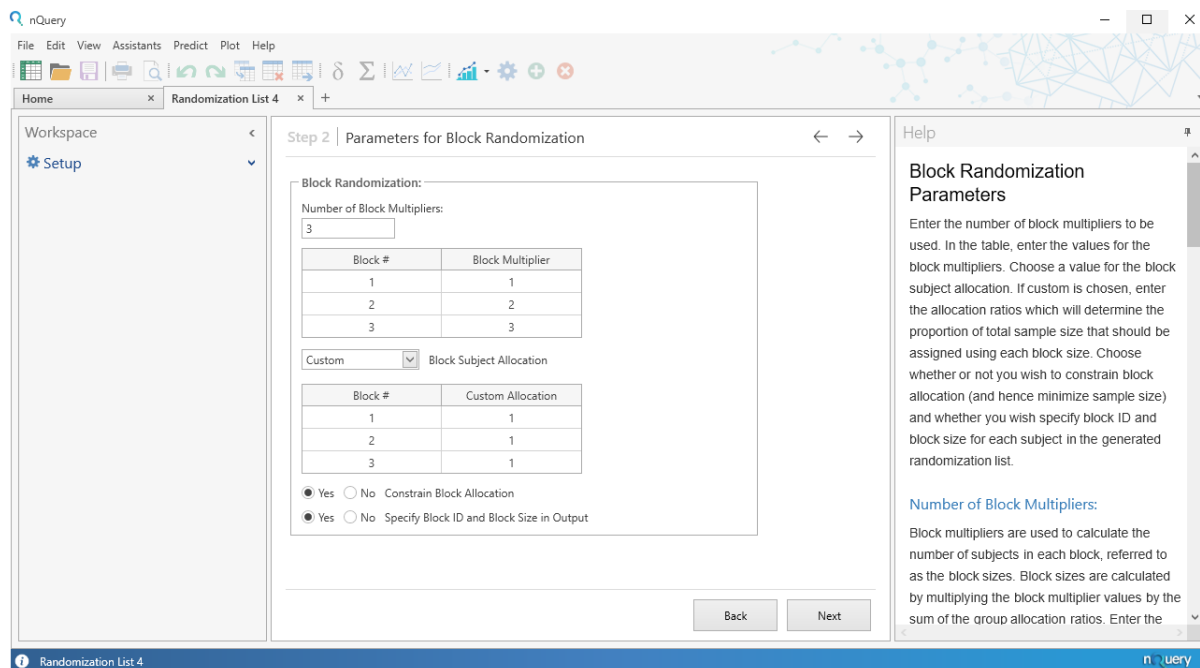 nQuery
File Edit View Assistants Predict Plot Help
Home
Randomization List 4
Workspace
Setup
Step 2 Parameters for Block Randomization
Block Randomization:
Number of Block Multipliers:
3
Block # Block Multiplier
1 1
2 2
3 3
Custom Block Subject Allocation
Block # Custom Allocation
1 1
2 1
3 1
Yes No Constrain Block Allocation
Yes No Specify Block ID and Block Size in Output
Back Next
Help
Block Randomization
Parameters
Enter the number of block multipliers to be
used. In the table, enter the values for the
block multipliers. Choose a value for the block
subject allocation. If custom is chosen, enter
the allocation ratios which will determine the
proportion of total sample size that should be
assigned using each block size. Choose
whether or not you wish to constrain block
allocation (and hence minimize sample size)
and whether you wish specify block ID and
block size for each subject in the generated
randomization list.
Number of Block Multipliers:
Block multipliers are used to calculate the
number of subjects in each block, referred to
as the block sizes. Block sizes are calculated
by multiplying the block multiplier values by the
sum of the group allocation ratios. Enter the
Randomization List 4
nQuery